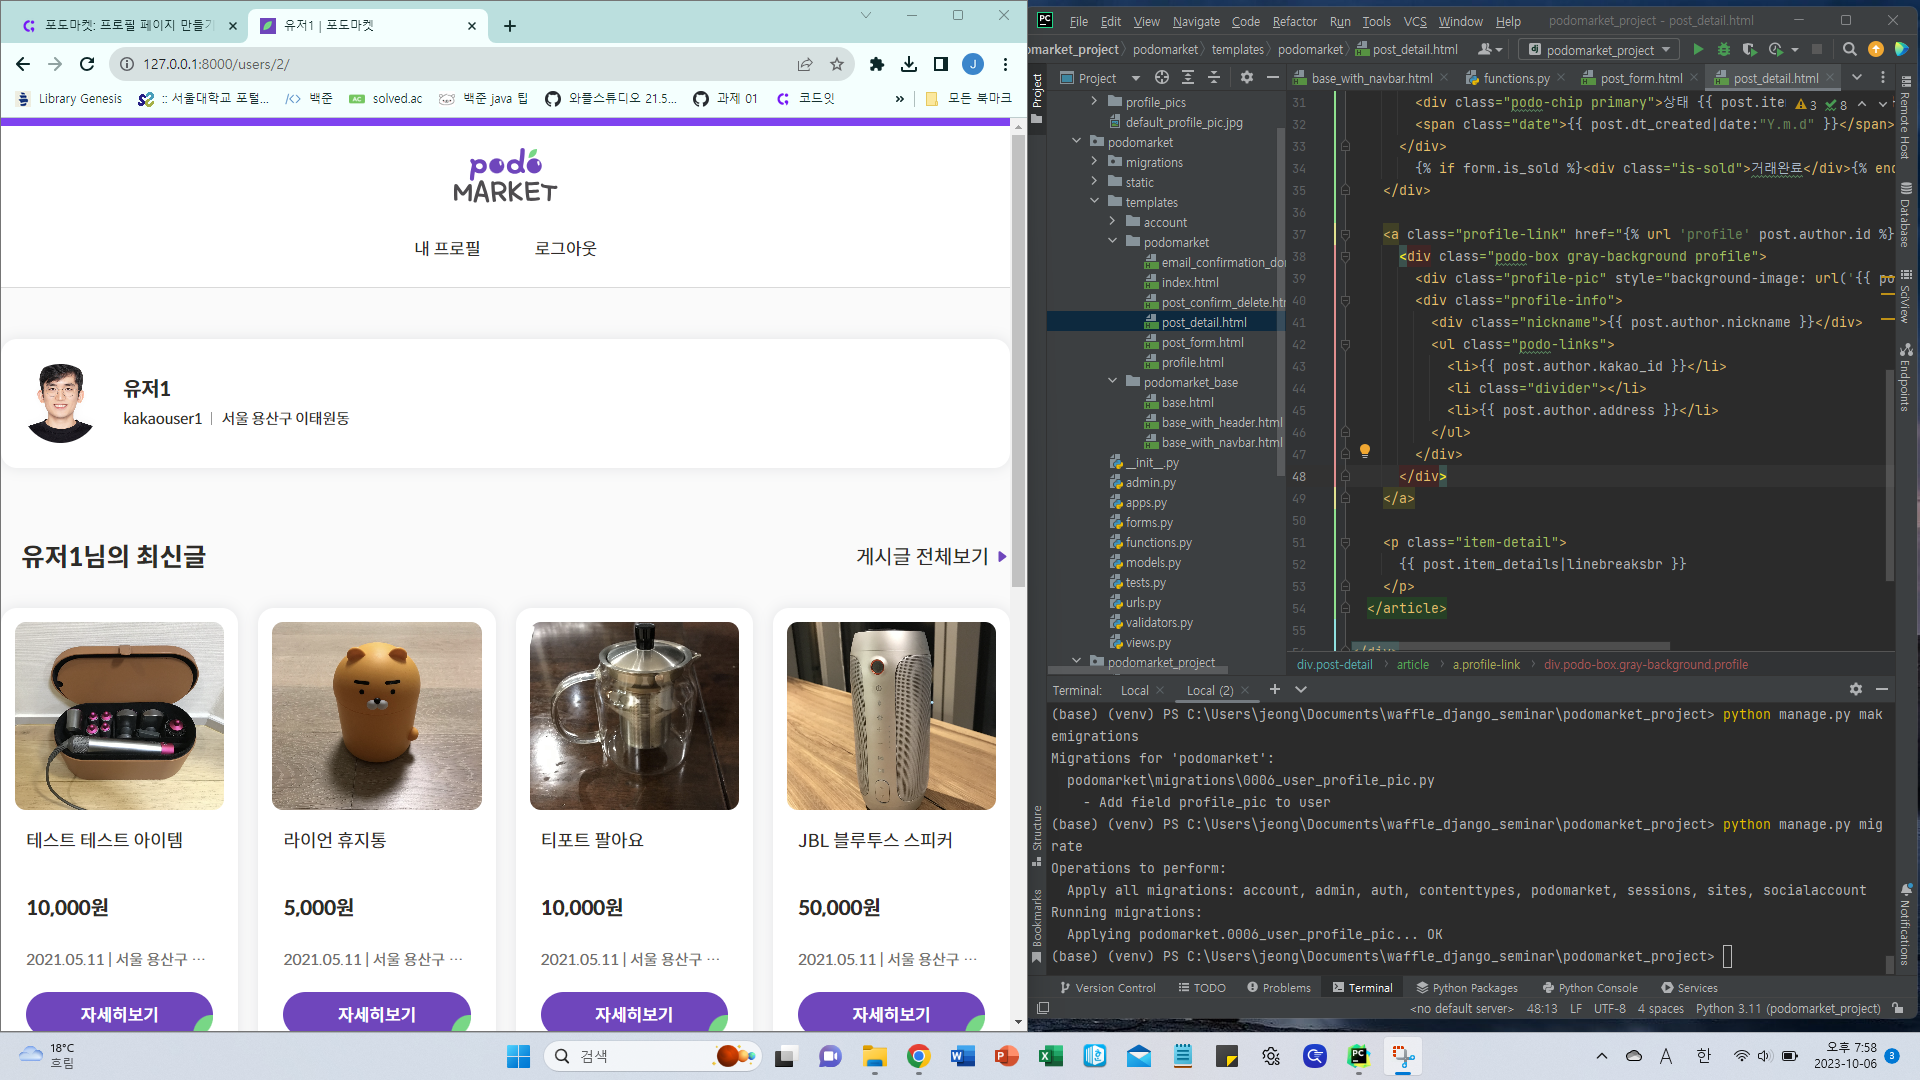 포도마켓: 프로필 페이지 만들기
유저1 | 포도마켓
127.0.0.1:8000/users/2/
J
Library Genesis
:: 서울대학교 포털...
백준
solved.ac
백준 java 팁
와플스튜디오 21.5...
과제 01
코드잇
»
모든 북마크
podo
MARKET
내 프로필
로그아웃
유저1
kakaouser1 | 서울 용산구 이태원동
유저1님의 최신글
게시글 전체보기
테스트 테스트 아이템
10,000원
2021.05.11 | 서울 용산구 ...
자세히보기
라이언 휴지통
5,000원
2021.05.11 | 서울 용산구 ...
자세히보기
티포트 팔아요
10,000원
2021.05.11 | 서울 용산구 ...
자세히보기
JBL 블루투스 스피커
50,000원
2021.05.11 | 서울 용산구 ...
자세히보기
PC
File Edit View Navigate Code Refactor Run Tools VCS Window Help
podomarket_project - post_detail.html
omarket_project
podomarket
templates
podomarket
post_detail.html
podomarket_project
Project
base_with_navbar.html
functions.py
post_form.html
post_detail.html
Project
profile_pics
default_profile_pic.jpg
podomarket
migrations
static
templates
account
podomarket
email_confirmation_do
index.html
post_confirm_delete.htm
post_detail.html
post_form.html
profile.html
podomarket_base
base.html
base_with_header.html
base_with_navbar.html
__init__.py
admin.py
apps.py
forms.py
functions.py
models.py
tests.py
urls.py
validators.py
views.py
podomarket_project
3 8
31 <div class="podo-chip primary">상태 {{ post.ite
32 <span class="date">{{ post.dt_created|date:"Y.m.d" }}</span>
33 </div>
34 {% if form.is_sold %}<div class="is-sold">거래완료</div>{% en
35 </div>
36
37 <a class="profile-link" href="{% url 'profile' post.author.id %}
38 <div class="podo-box gray-background profile">
39 <div class="profile-pic" style="background-image: url('{{ po
40 <div class="profile-info">
41 <div class="nickname">{{ post.author.nickname }}</div>
42 <ul class="podo-links">
43 <li>{{ post.author.kakao_id }}</li>
44 <li class="divider"></li>
45 <li>{{ post.author.address }}</li>
46 </ul>
47 </div>
48 </div>
49 </a>
50
51 <p class="item-detail">
52 {{ post.item_details|linebreaksbr }}
53 </p>
54 </article>
55
div.post-detail
article
a.profile-link
div.podo-box.gray-background.profile
Remote Host
Database
SciView
Endpoints
Notifications
Structure
Bookmarks
Terminal: Local Local (2)
(base) (venv) PS C:\Users\jeong\Documents\waffle_django_seminar\podomarket_project> python manage.py mak
emigrations
Migrations for 'podomarket':
podomarket\migrations\0006_user_profile_pic.py
- Add field profile_pic to user
(base) (venv) PS C:\Users\jeong\Documents\waffle_django_seminar\podomarket_project> python manage.py mig
rate
Operations to perform:
Apply all migrations: account, admin, auth, contenttypes, podomarket, sessions, sites, socialaccount
Running migrations:
Applying podomarket.0006_user_profile_pic... OK
(base) (venv) PS C:\Users\jeong\Documents\waffle_django_seminar\podomarket_project>
Version Control
TODO
Problems
Terminal
Python Packages
Python Console
Services
<no default server> 48:13 LF UTF-8 4 spaces Python 3.11 (podomarket_project)
18°C
흐림
검색
A
한
오후 7:58
2023-10-06
3